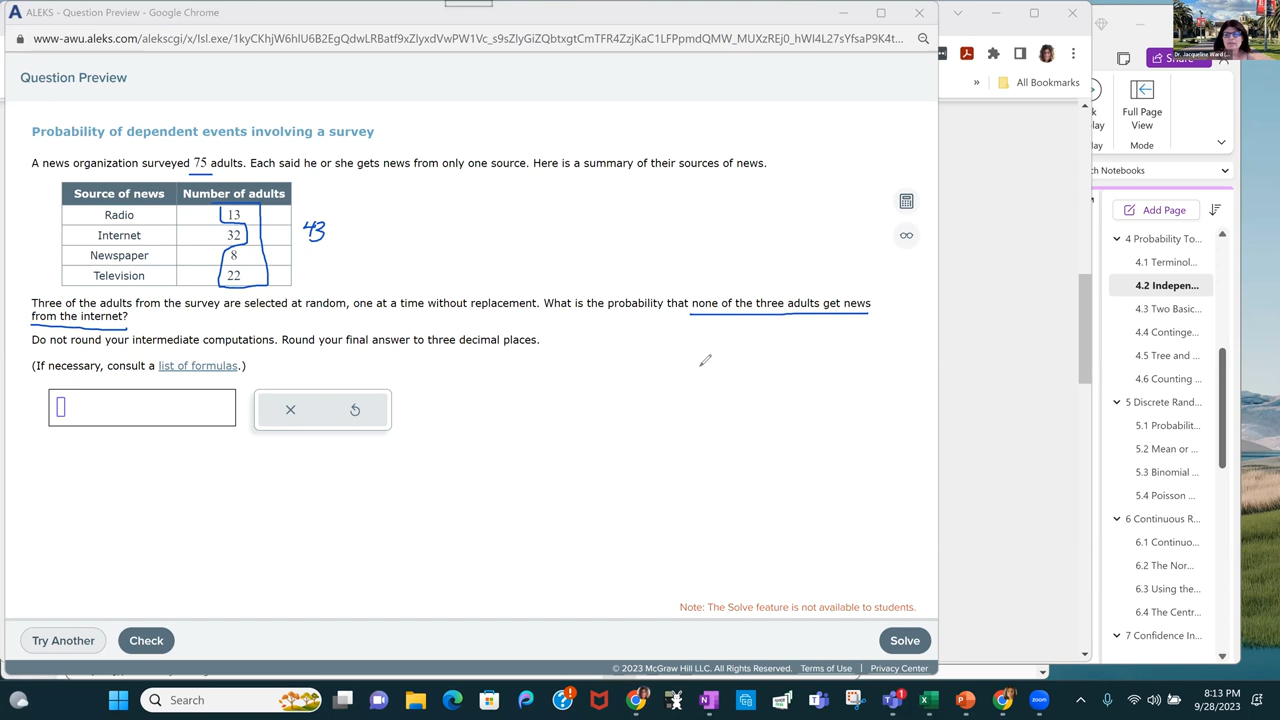 ALEKS - Question Preview - Google Chrome
Question Preview
Probability of dependent events involving a survey
A news organization surveyed 75 adults. Each said he or she gets news from only one source. Here is a summary of their sources of news.
Source of news Number of adults
Radio 13
Internet 32
Newspaper 8
Television 22
43
Three of the adults from the survey are selected at random, one at a time without replacement. What is the probability that none of the three adults get news
from the internet?
Do not round your intermediate computations. Round your final answer to three decimal places.
(If necessary, consult a list of formulas.)
Note: The Solve feature is not available to students.
Try Another
Check
Solve
© 2023 McGraw Hill LLC. All Rights Reserved. Terms of Use | Privacy Center
» All Bookmarks
Dr. Jacqueline Ward (
Share
Full Page
View
Mode
ch Notebooks
Add Page
4 Probability To...
4.1 Terminol...
4.2 Indepen...
4.3 Two Basic...
4.4 Continge...
4.5 Tree and ...
4.6 Counting ...
5 Discrete Rand...
5.1 Probabilit...
5.2 Mean or ...
5.3 Binomial ...
5.4 Poisson ...
6 Continuous R...
6.1 Continuo...
6.2 The Nor...
6.3 Using the...
6.4 The Centr...
7 Confidence In...
Search
8:13 PM
9/28/2023